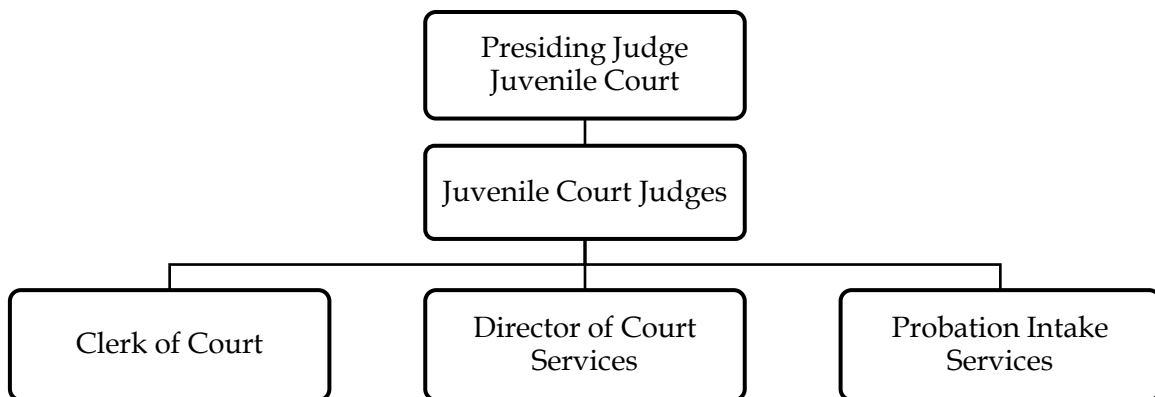 Presiding Judge
Juvenile Court
Juvenile Court Judges
Clerk of Court
Director of Court
Services
Probation Intake
Services